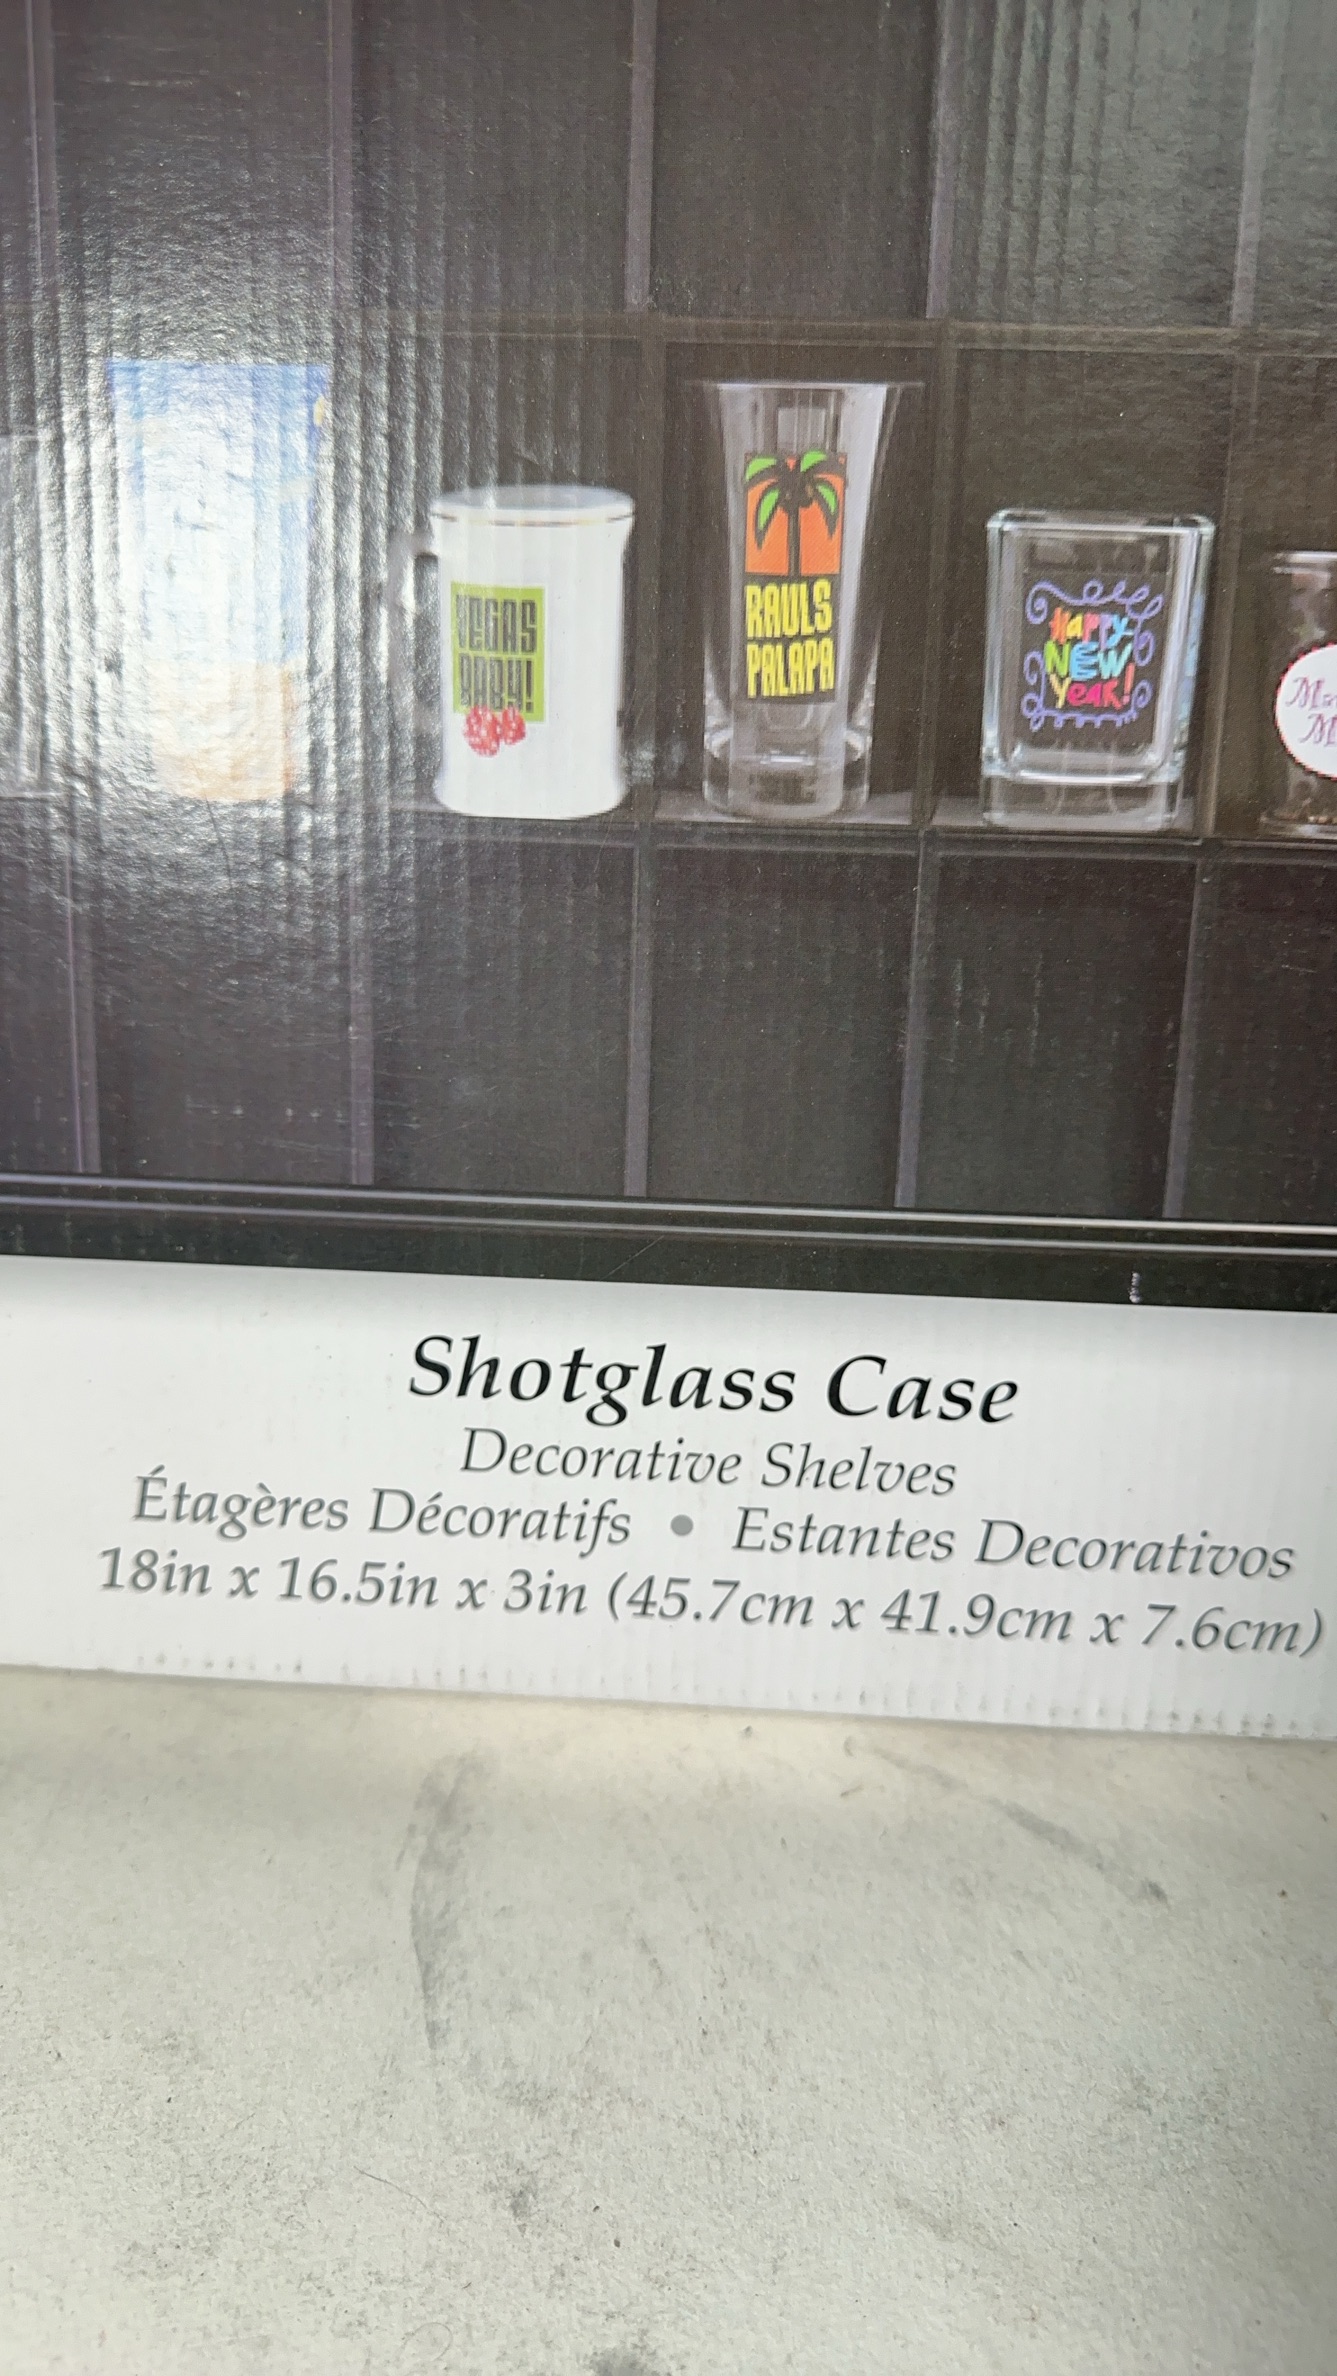 VEGAS
BABY!
RAULS
PALAPA
HAPPY
NEW
YEAR!
Shotglass Case
Decorative Shelves
Étagères Décoratifs • Estantes Decorativos
18in x 16.5in x 3in (45.7cm x 41.9cm x 7.6cm)